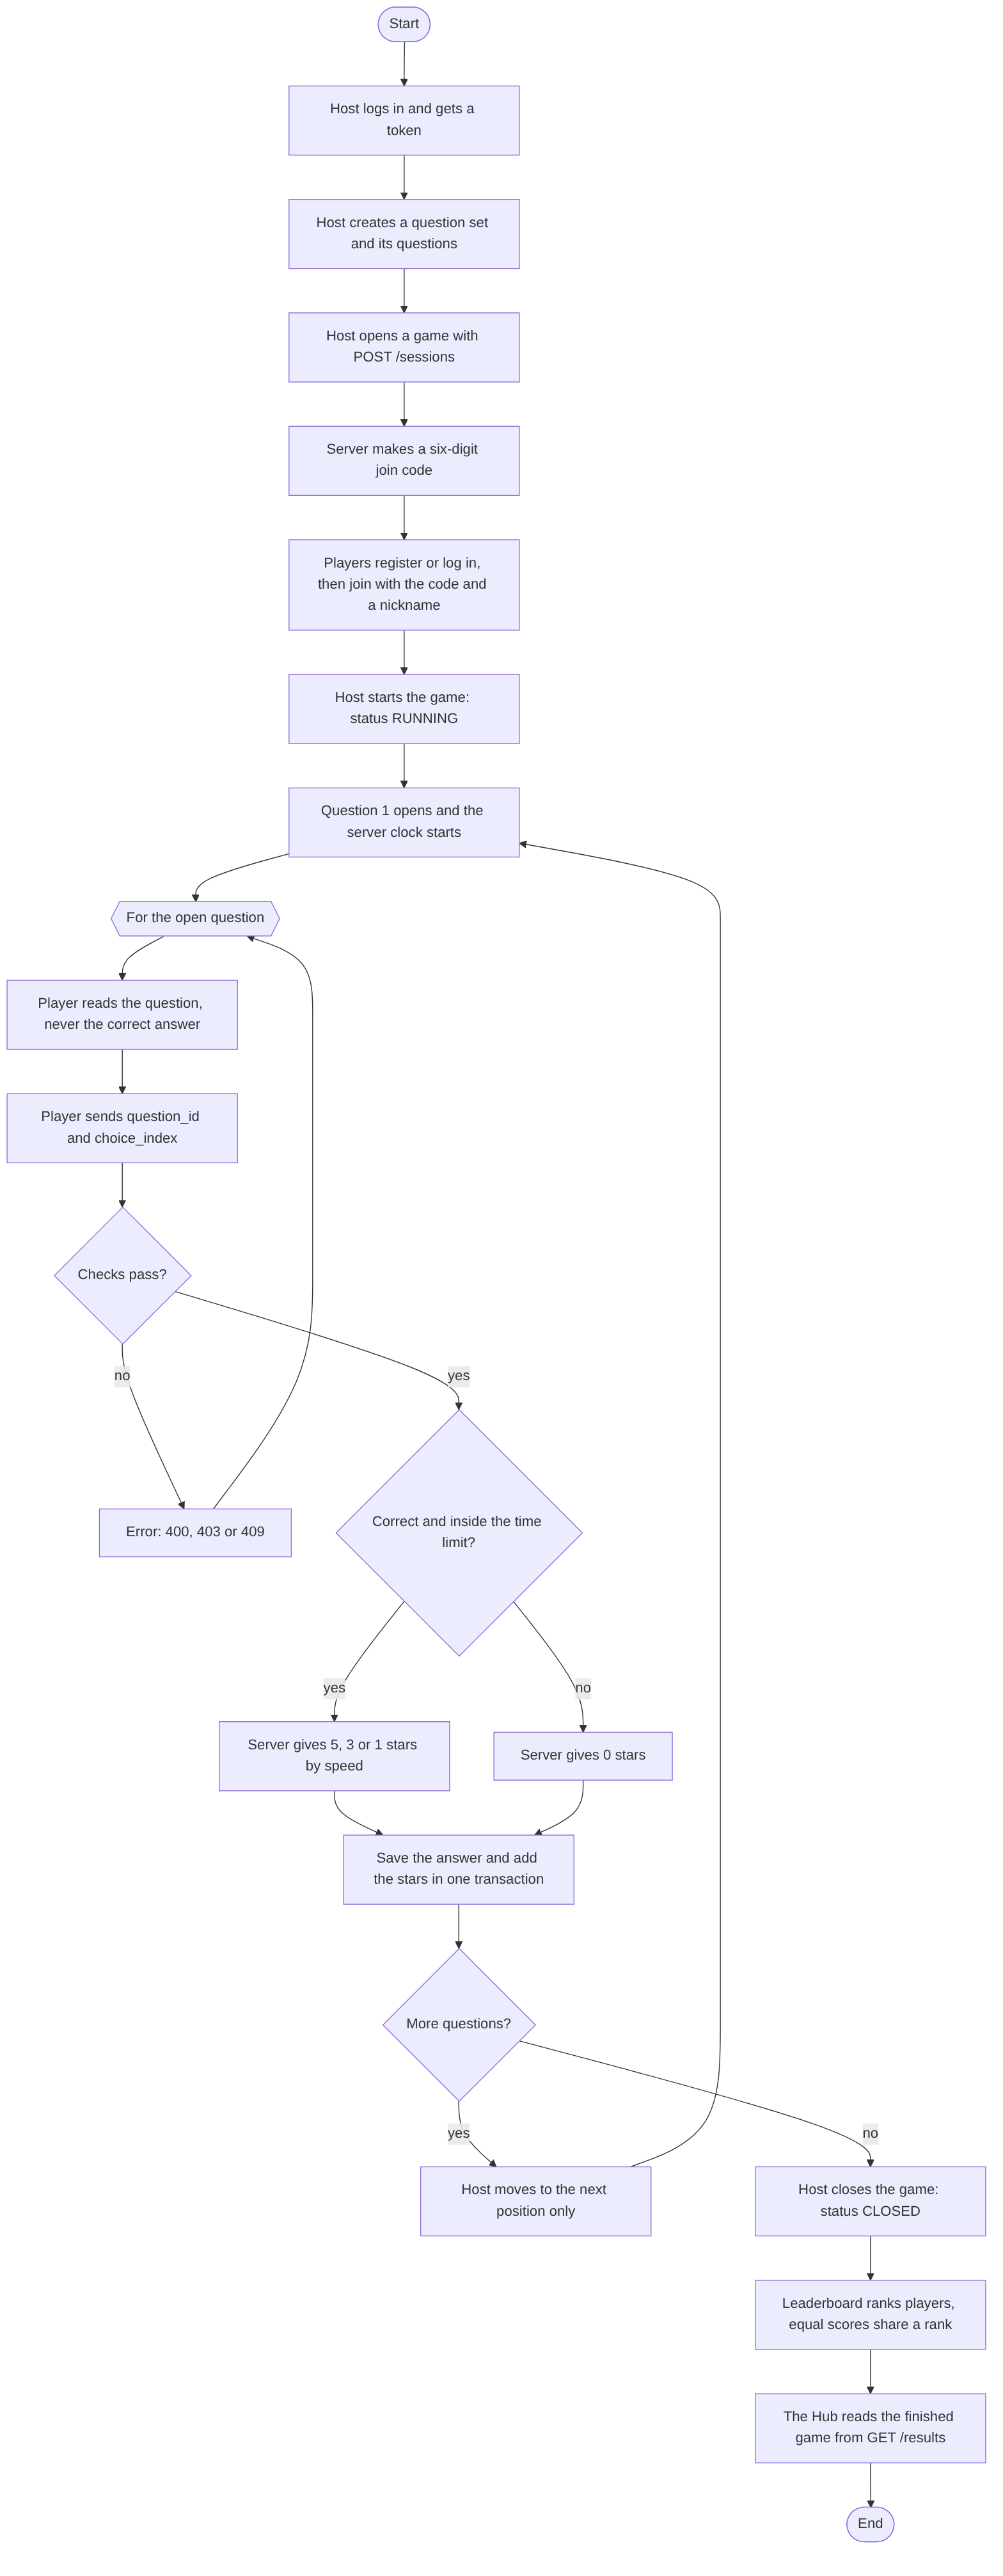 Start
Host logs in and gets a
token
Host creates a question set
and its questions
Host opens a game with
POST /sessions
Server makes a six-digit
join code
Players register or log in,
then join with the code and
a nickname
Host starts the game:
status RUNNING
Question 1 opens and the
server clock starts
For the open question
Player reads the question,
never the correct answer
Player sends question_id
and choice_index
Checks pass?
no
yes
Error: 400, 403 or 409
Correct and inside the time
limit?
yes
no
Server gives 5, 3 or 1 stars
by speed
Server gives 0 stars
Save the answer and add
the stars in one transaction
More questions?
yes
no
Host moves to the next
position only
Host closes the game:
status CLOSED
Leaderboard ranks players,
equal scores share a rank
The Hub reads the finished
game from GET /results
End